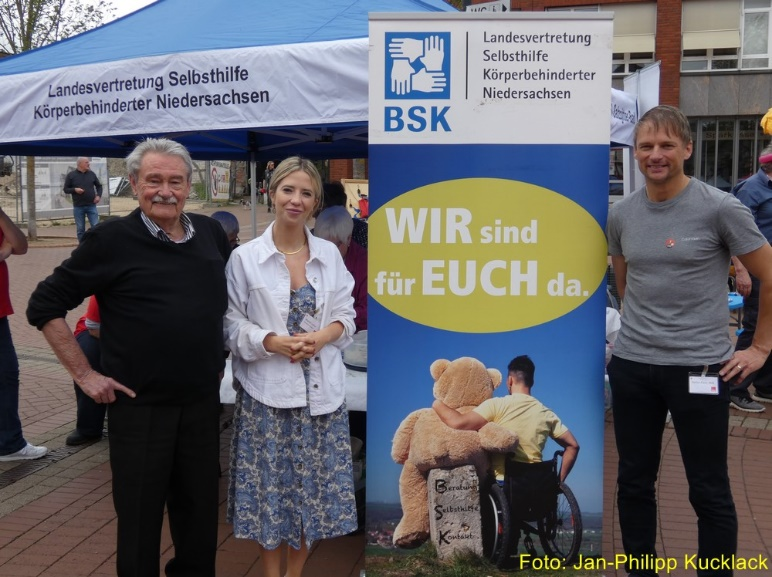 Landesvertretung Selbsthilfe
Körperbehinderter Niedersachsen
BSK
Landesvertretung
Selbsthilfe
Körperbehinderter
Niedersachsen
WIR sind
für EUCH da.
Beratung
Selbsthilfe
Kontakt
Foto: Jan-Philipp Kucklack